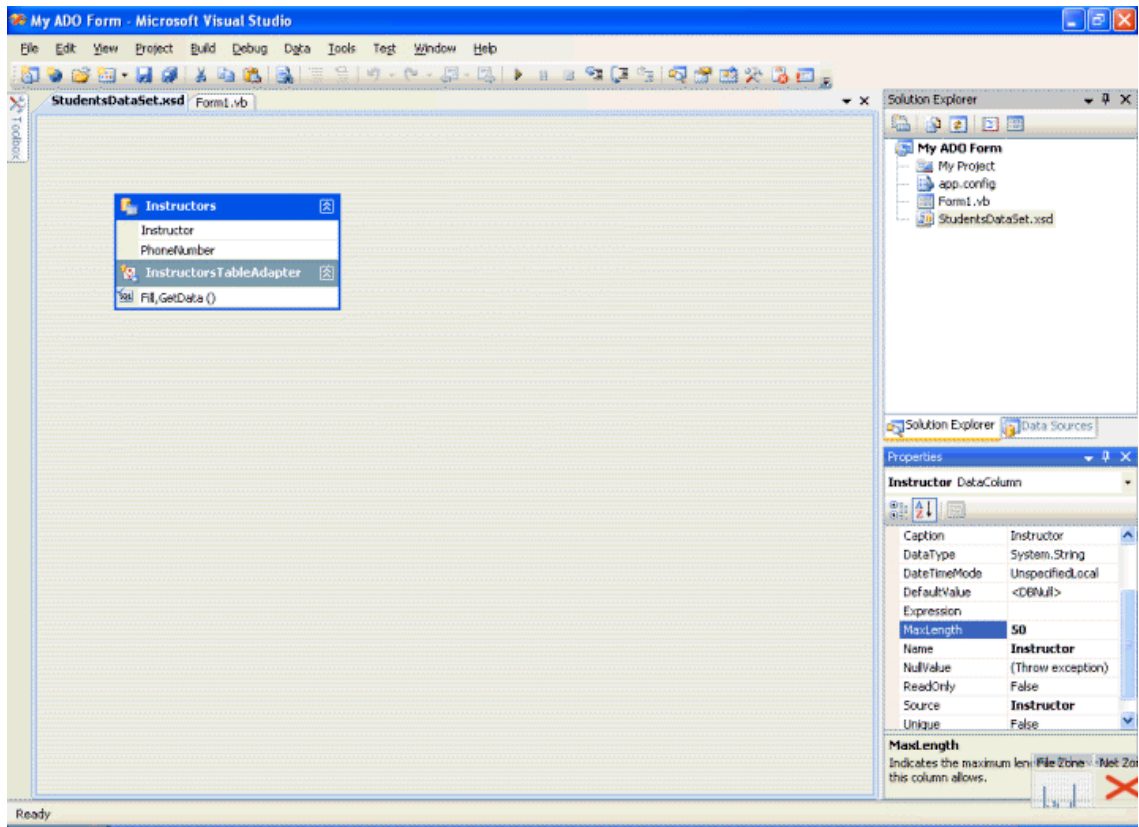 My ADO Form - Microsoft Visual Studio
File Edit View Project Build Debug Data Tools Test Window Help
Toolbox
StudentsDataSet.xsd Form1.vb
Instructors
Instructor
PhoneNumber
InstructorsTableAdapter
SQL Fill,GetData ()
Solution Explorer
My ADO Form
My Project
app.config
Form1.vb
StudentsDataSet.xsd
Solution Explorer Data Sources
Properties
Instructor DataColumn
Caption Instructor
DataType System.String
DateTimeMode UnspecifiedLocal
DefaultValue <DBNull>
Expression
MaxLength 50
Name Instructor
NullValue (Throw exception)
ReadOnly False
Source Instructor
Unique False
MaxLength
Indicates the maximum len File Zone Net Zo
this column allows.
Ready